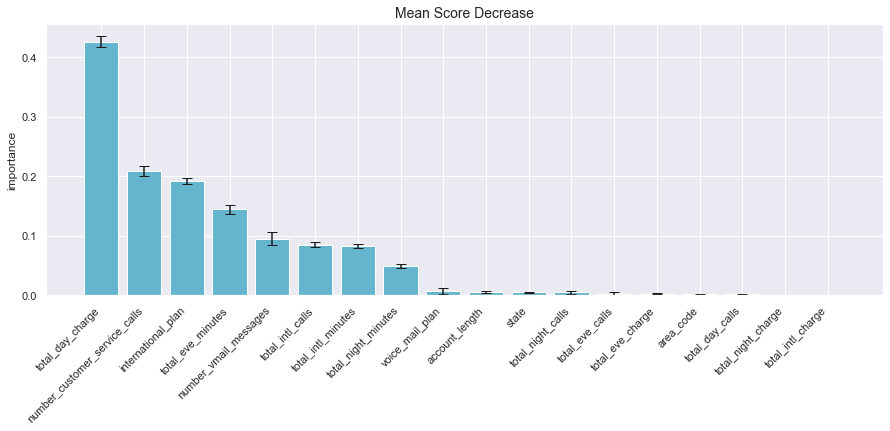 Mean Score Decrease
importance
0.4
0.3
0.2
0.1
0.0
total_day_charge
number_customer_service_calls
international_plan
total_eve_minutes
number_vmail_messages
total_intl_calls
total_intl_minutes
total_night_minutes
voice_mail_plan
account_length
state
total_night_calls
total_eve_calls
total_eve_charge
area_code
total_day_calls
total_night_charge
total_intl_charge